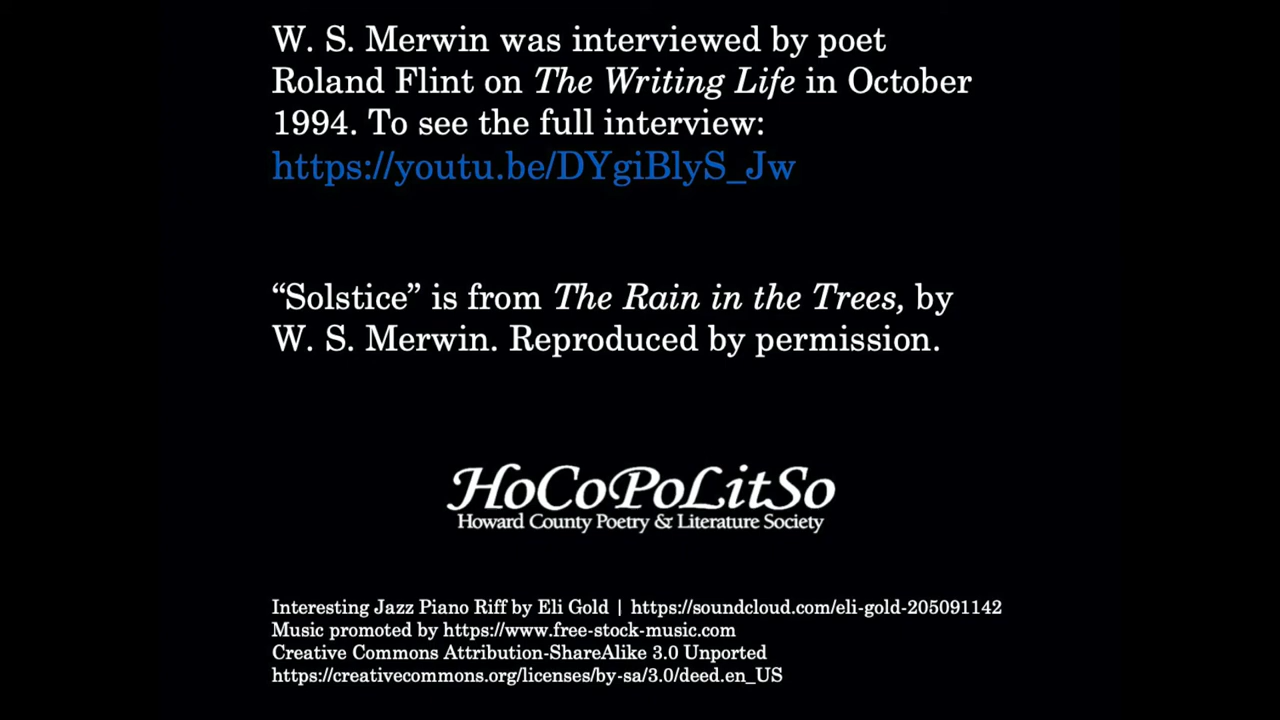 W. S. Merwin was interviewed by poet
Roland Flint on The Writing Life in October
1994. To see the full interview:
https://youtu.be/DYgiBlyS_Jw
“Solstice” is from The Rain in the Trees, by
W. S. Merwin. Reproduced by permission.
HoCoPoLitSo
Howard County Poetry & Literature Society
Interesting Jazz Piano Riff by Eli Gold | https://soundcloud.com/eli-gold-205091142
Music promoted by https://www.free-stock-music.com
Creative Commons Attribution-ShareAlike 3.0 Unported
https://creativecommons.org/licenses/by-sa/3.0/deed.en_US